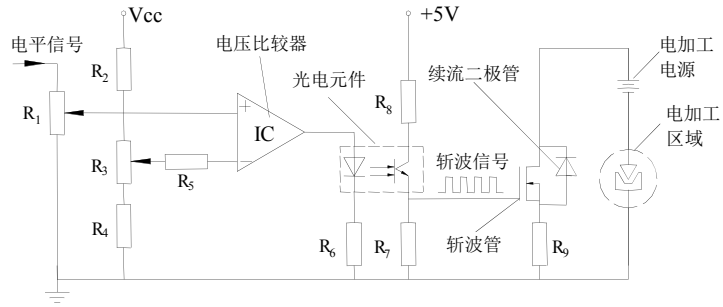 Vcc
+5V
电平信号
电压比较器
光电元件
续流二极管
电加工
电源
电加工
区域
R2
R8
R1
+
IC
−
R3
R5
斩波信号
R4
R6
R7
斩波管
R9